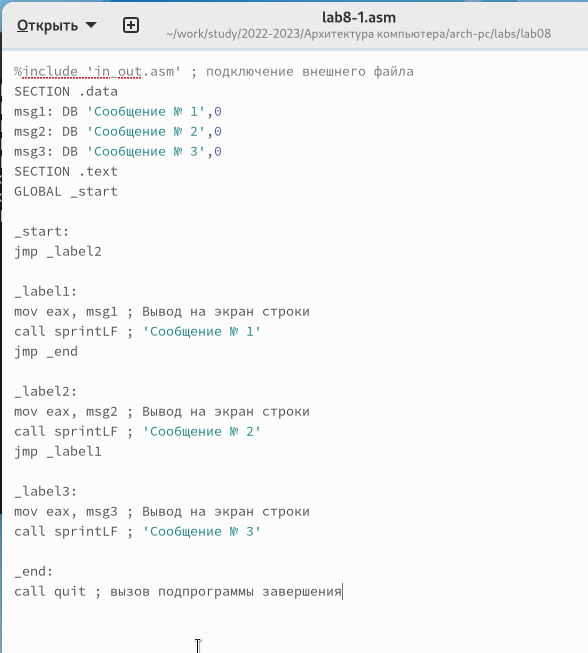 Открыть
lab8-1.asm
~/work/study/2022-2023/Архитектура компьютера/arch-pc/labs/lab08
%include 'in_out.asm' ; подключение внешнего файла
SECTION .data
msg1: DB 'Сообщение № 1',0
msg2: DB 'Сообщение № 2',0
msg3: DB 'Сообщение № 3',0
SECTION .text
GLOBAL _start
_start:
jmp _label2
_label1:
mov eax, msg1 ; Вывод на экран строки
call sprintLF ; 'Сообщение № 1'
jmp _end
_label2:
mov eax, msg2 ; Вывод на экран строки
call sprintLF ; 'Сообщение № 2'
jmp _label1
_label3:
mov eax, msg3 ; Вывод на экран строки
call sprintLF ; 'Сообщение № 3'
_end:
call quit ; вызов подпрограммы завершения